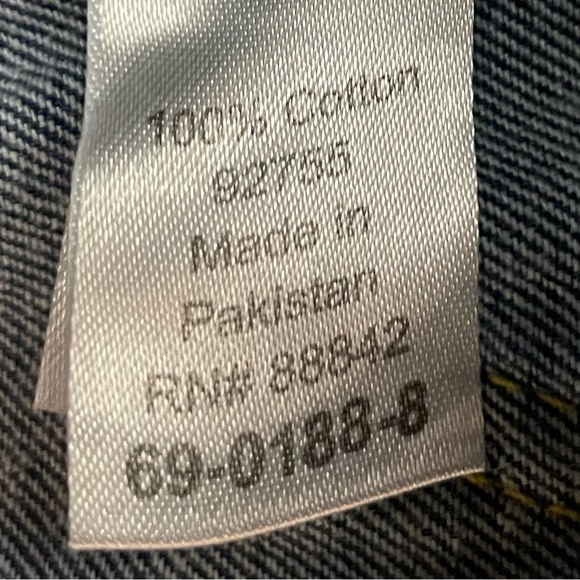 100% Cotton
92755
Made in
Pakistan
RN# 88842
69-0188-8